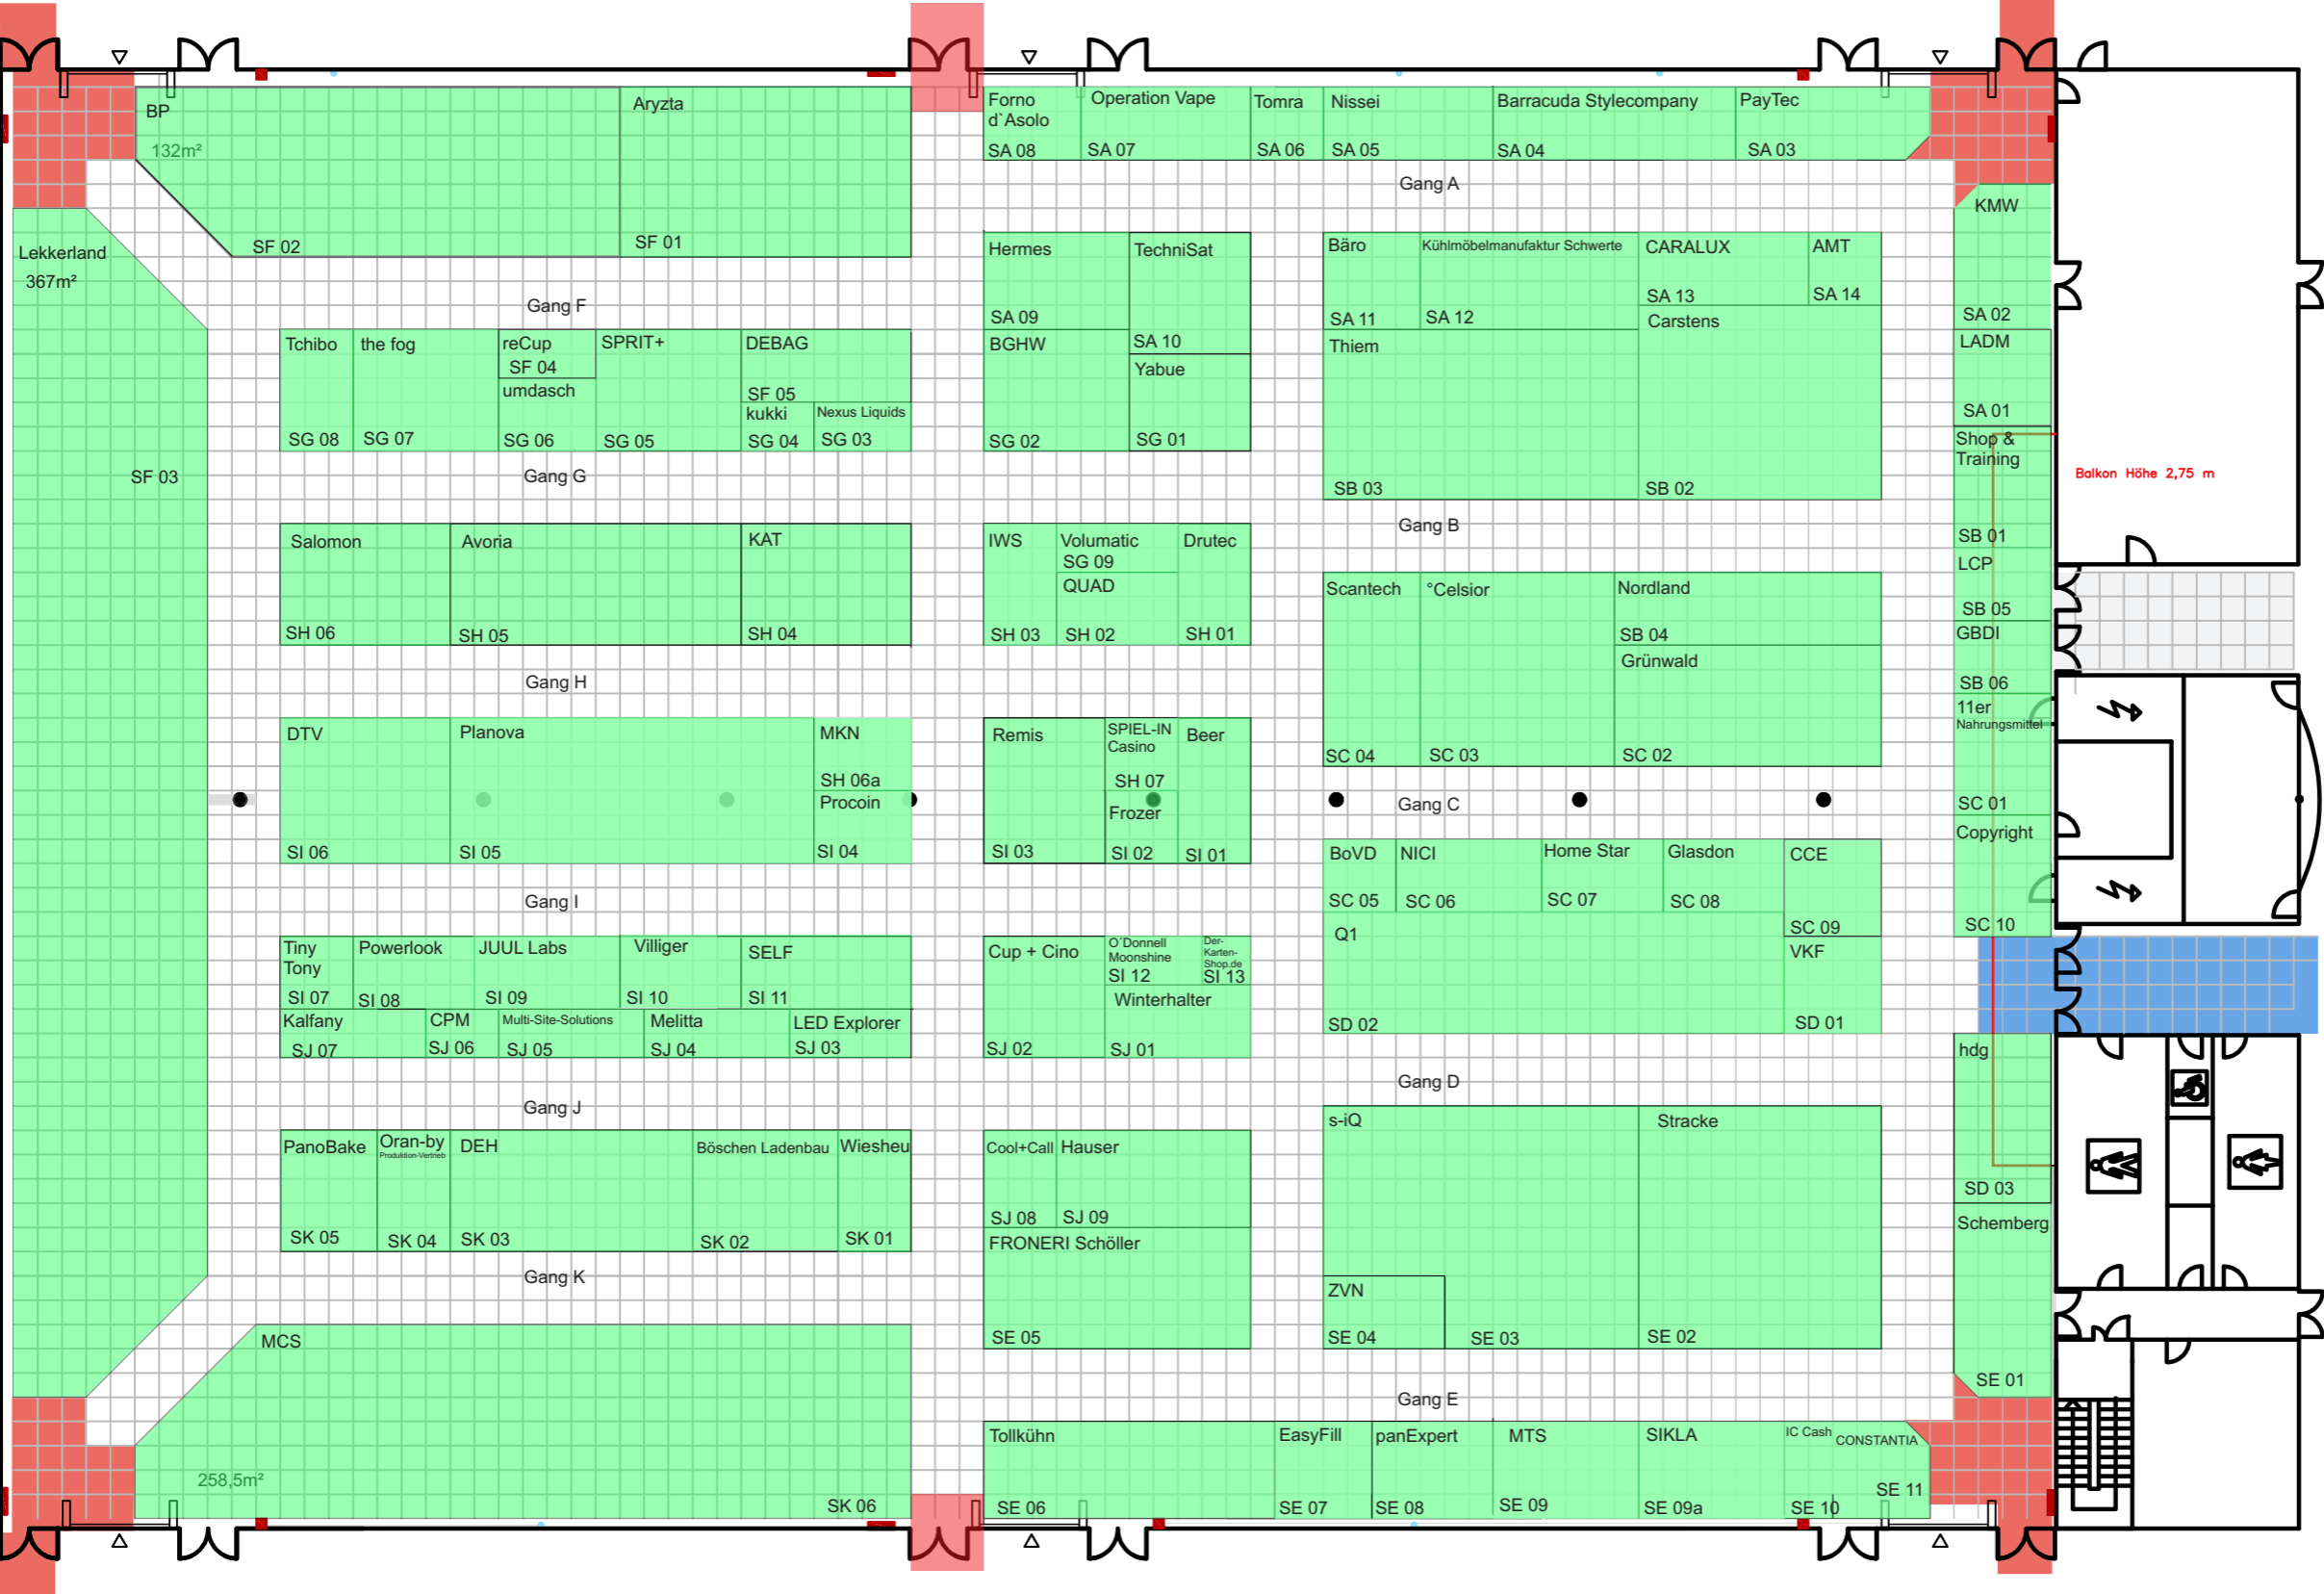 BP
132m²
SF 02
Aryzta
SF 01
Forno
d`Asolo
SA 08
Operation Vape
SA 07
Tomra
SA 06
Nissei
SA 05
Barracuda Stylecompany
SA 04
PayTec
SA 03
Gang A
KMW
SA 02
Lekkerland
367m²
SF 03
Gang F
Hermes
SA 09
TechniSat
SA 10
Bäro
SA 11
Kühlmöbelmanufaktur Schwerte
SA 12
CARALUX
SA 13
AMT
SA 14
Tchibo
SG 08
the fog
SG 07
reCup
SF 04
umdasch
SG 06
SPRIT+
SG 05
DEBAG
SF 05
kukki
SG 04
Nexus Liquids
SG 03
BGHW
SG 02
Yabue
SG 01
Thiem
SB 03
Carstens
SB 02
LADM
SA 01
Shop &
Training
SB 01
Balkon Höhe 2,75 m
Gang G
Gang B
Salomon
SH 06
Avoria
SH 05
KAT
SH 04
IWS
SH 03
Volumatic
SG 09
QUAD
SH 02
Drutec
SH 01
Scantech
SC 04
°Celsior
SC 03
Nordland
SB 04
Grünwald
SC 02
LCP
SB 05
GBDI
SB 06
11er
Nahrungsmittel
SC 01
Gang H
DTV
SI 06
Planova
SI 05
MKN
SH 06a
Procoin
SI 04
Remis
SI 03
SPIEL-IN
Casino
SH 07
Frozer
SI 02
Beer
SI 01
Gang C
Copyright
SC 10
Gang I
BoVD
SC 05
NICI
SC 06
Home Star
SC 07
Glasdon
SC 08
CCE
SC 09
Tiny
Tony
SI 07
Powerlook
SI 08
JUUL Labs
SI 09
Villiger
SI 10
SELF
SI 11
Kalfany
SJ 07
CPM
SJ 06
Multi-Site-Solutions
SJ 05
Melitta
SJ 04
LED Explorer
SJ 03
Cup + Cino
SJ 02
O´Donnell
Moonshine
SI 12
Der-
Karten-
Shop.de
SI 13
Winterhalter
SJ 01
Q1
SD 02
VKF
SD 01
hdg
SD 03
Gang J
Gang D
PanoBake
SK 05
Oran-by
Produktion-Vertrieb
SK 04
DEH
SK 03
Böschen Ladenbau
SK 02
Wiesheu
SK 01
Cool+Call
SJ 08
Hauser
SJ 09
FRONERI Schöller
SE 05
s-iQ
SE 03
ZVN
SE 04
Stracke
SE 02
Schemberg
SE 01
Gang K
Gang E
MCS
258,5m²
SK 06
Tollkühn
SE 06
EasyFill
SE 07
panExpert
SE 08
MTS
SE 09
SIKLA
SE 09a
IC Cash
SE 10
CONSTANTIA
SE 11